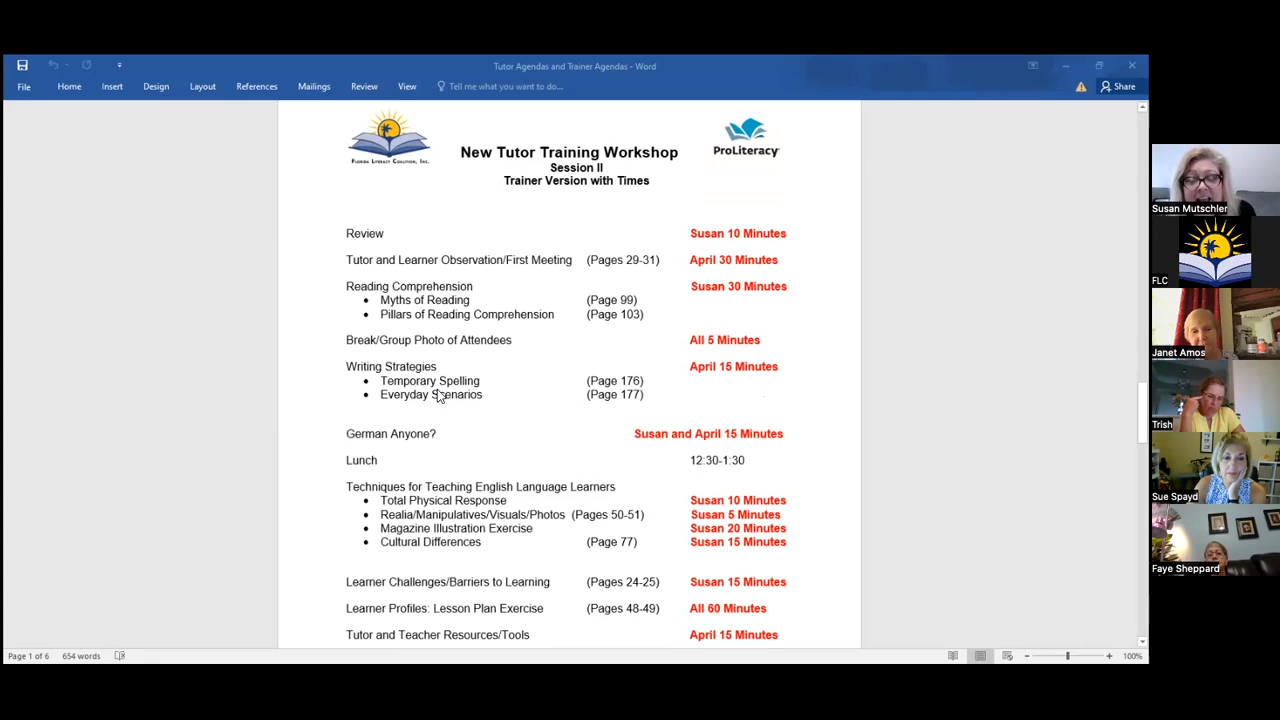 Tutor Agendas and Trainer Agendas - Word
File Home Insert Design Layout References Mailings Review View Tell me what you want to do... Share
FLORIDA LITERACY COALITION, INC.
ProLiteracy
New Tutor Training Workshop
Session II
Trainer Version with Times
Review Susan 10 Minutes
Tutor and Learner Observation/First Meeting (Pages 29-31) April 30 Minutes
Reading Comprehension Susan 30 Minutes
• Myths of Reading (Page 99)
• Pillars of Reading Comprehension (Page 103)
Break/Group Photo of Attendees All 5 Minutes
Writing Strategies April 15 Minutes
• Temporary Spelling (Page 176)
• Everyday Scenarios (Page 177)
German Anyone? Susan and April 15 Minutes
Lunch 12:30-1:30
Techniques for Teaching English Language Learners
• Total Physical Response Susan 10 Minutes
• Realia/Manipulatives/Visuals/Photos (Pages 50-51) Susan 5 Minutes
• Magazine Illustration Exercise Susan 20 Minutes
• Cultural Differences (Page 77) Susan 15 Minutes
Learner Challenges/Barriers to Learning (Pages 24-25) Susan 15 Minutes
Learner Profiles: Lesson Plan Exercise (Pages 48-49) All 60 Minutes
Tutor and Teacher Resources/Tools April 15 Minutes
Page 1 of 6 654 words 100%
Susan Mutschler
FLC
Janet Amos
Trish
Sue Spayd
Faye Sheppard